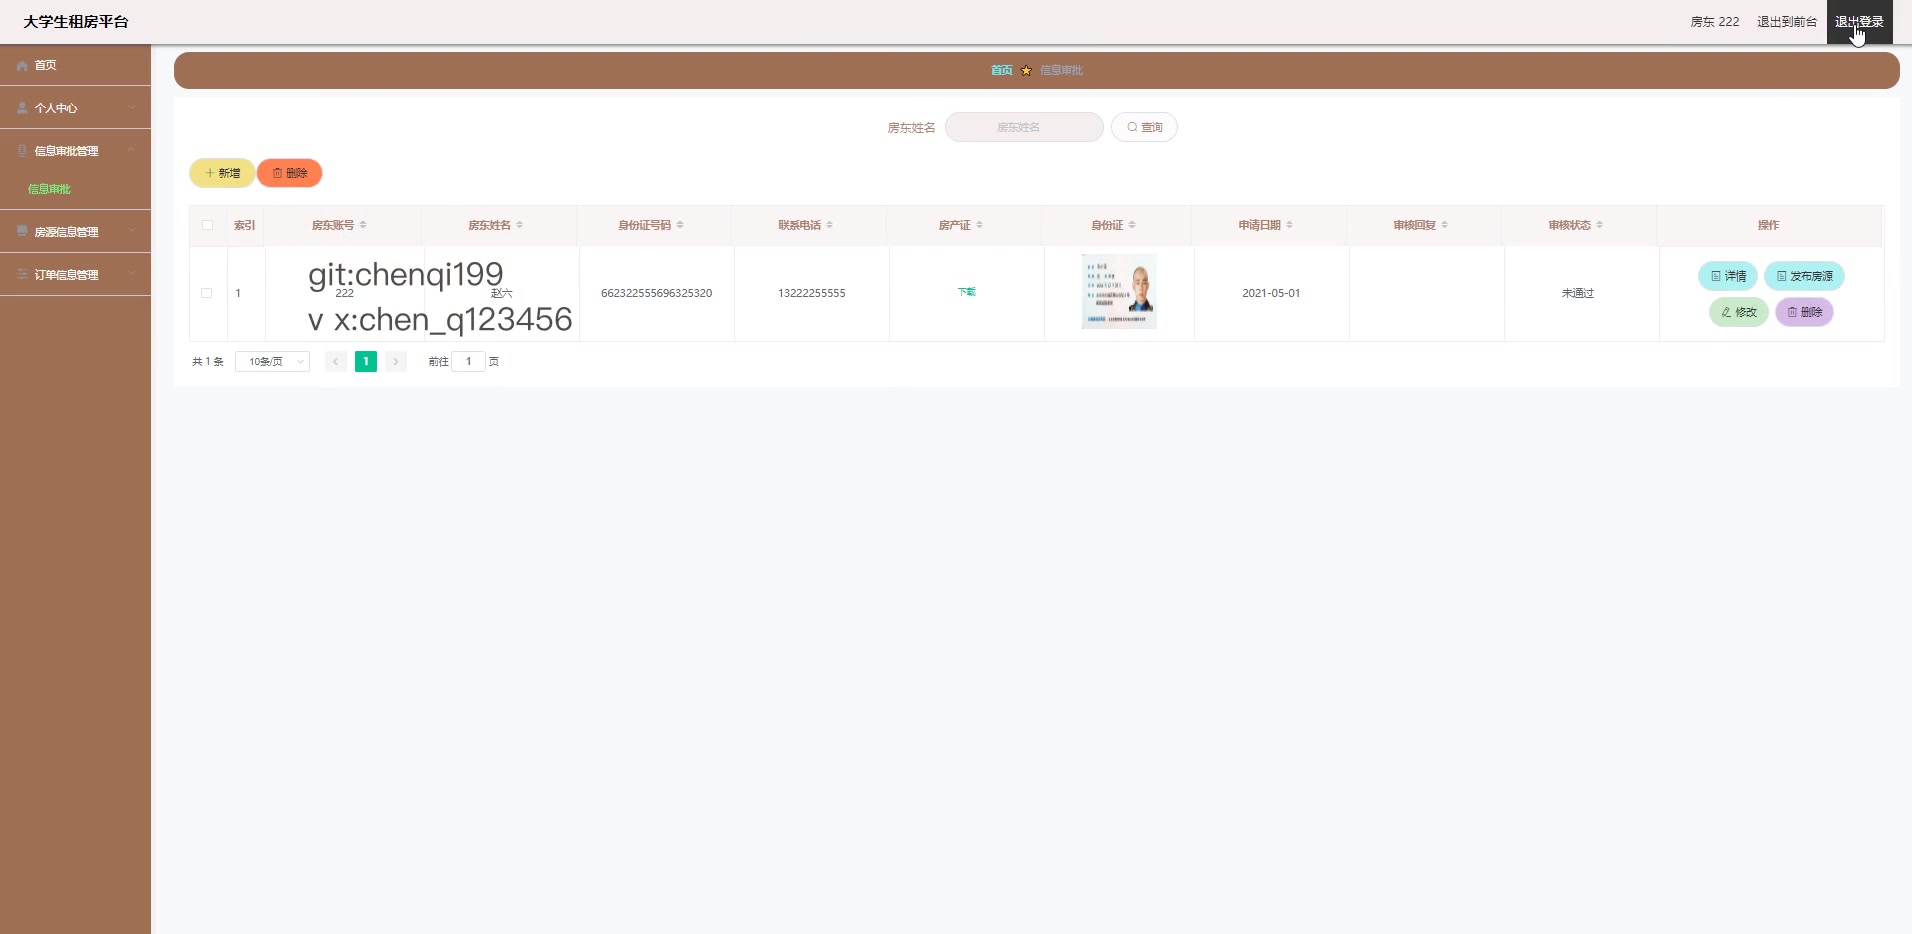 大学生租房平台
房东 222
退出到前台
退出登录
首页
个人中心
信息审批管理
信息审批
房源信息管理
订单信息管理
首页 信息审批
房东姓名 房东姓名 查询
新增 删除
索引 房东账号 房东姓名 身份证号码 联系电话 房产证 身份证 申请日期 审核回复 审核状态 操作
git:chenqi199
v x:chen_q123456
1 222 赵六 662322555696325320 13222255555 下载 2021-05-01 未通过
详情 发布房源
修改 删除
共 1 条 10条/页 1 前往 1 页